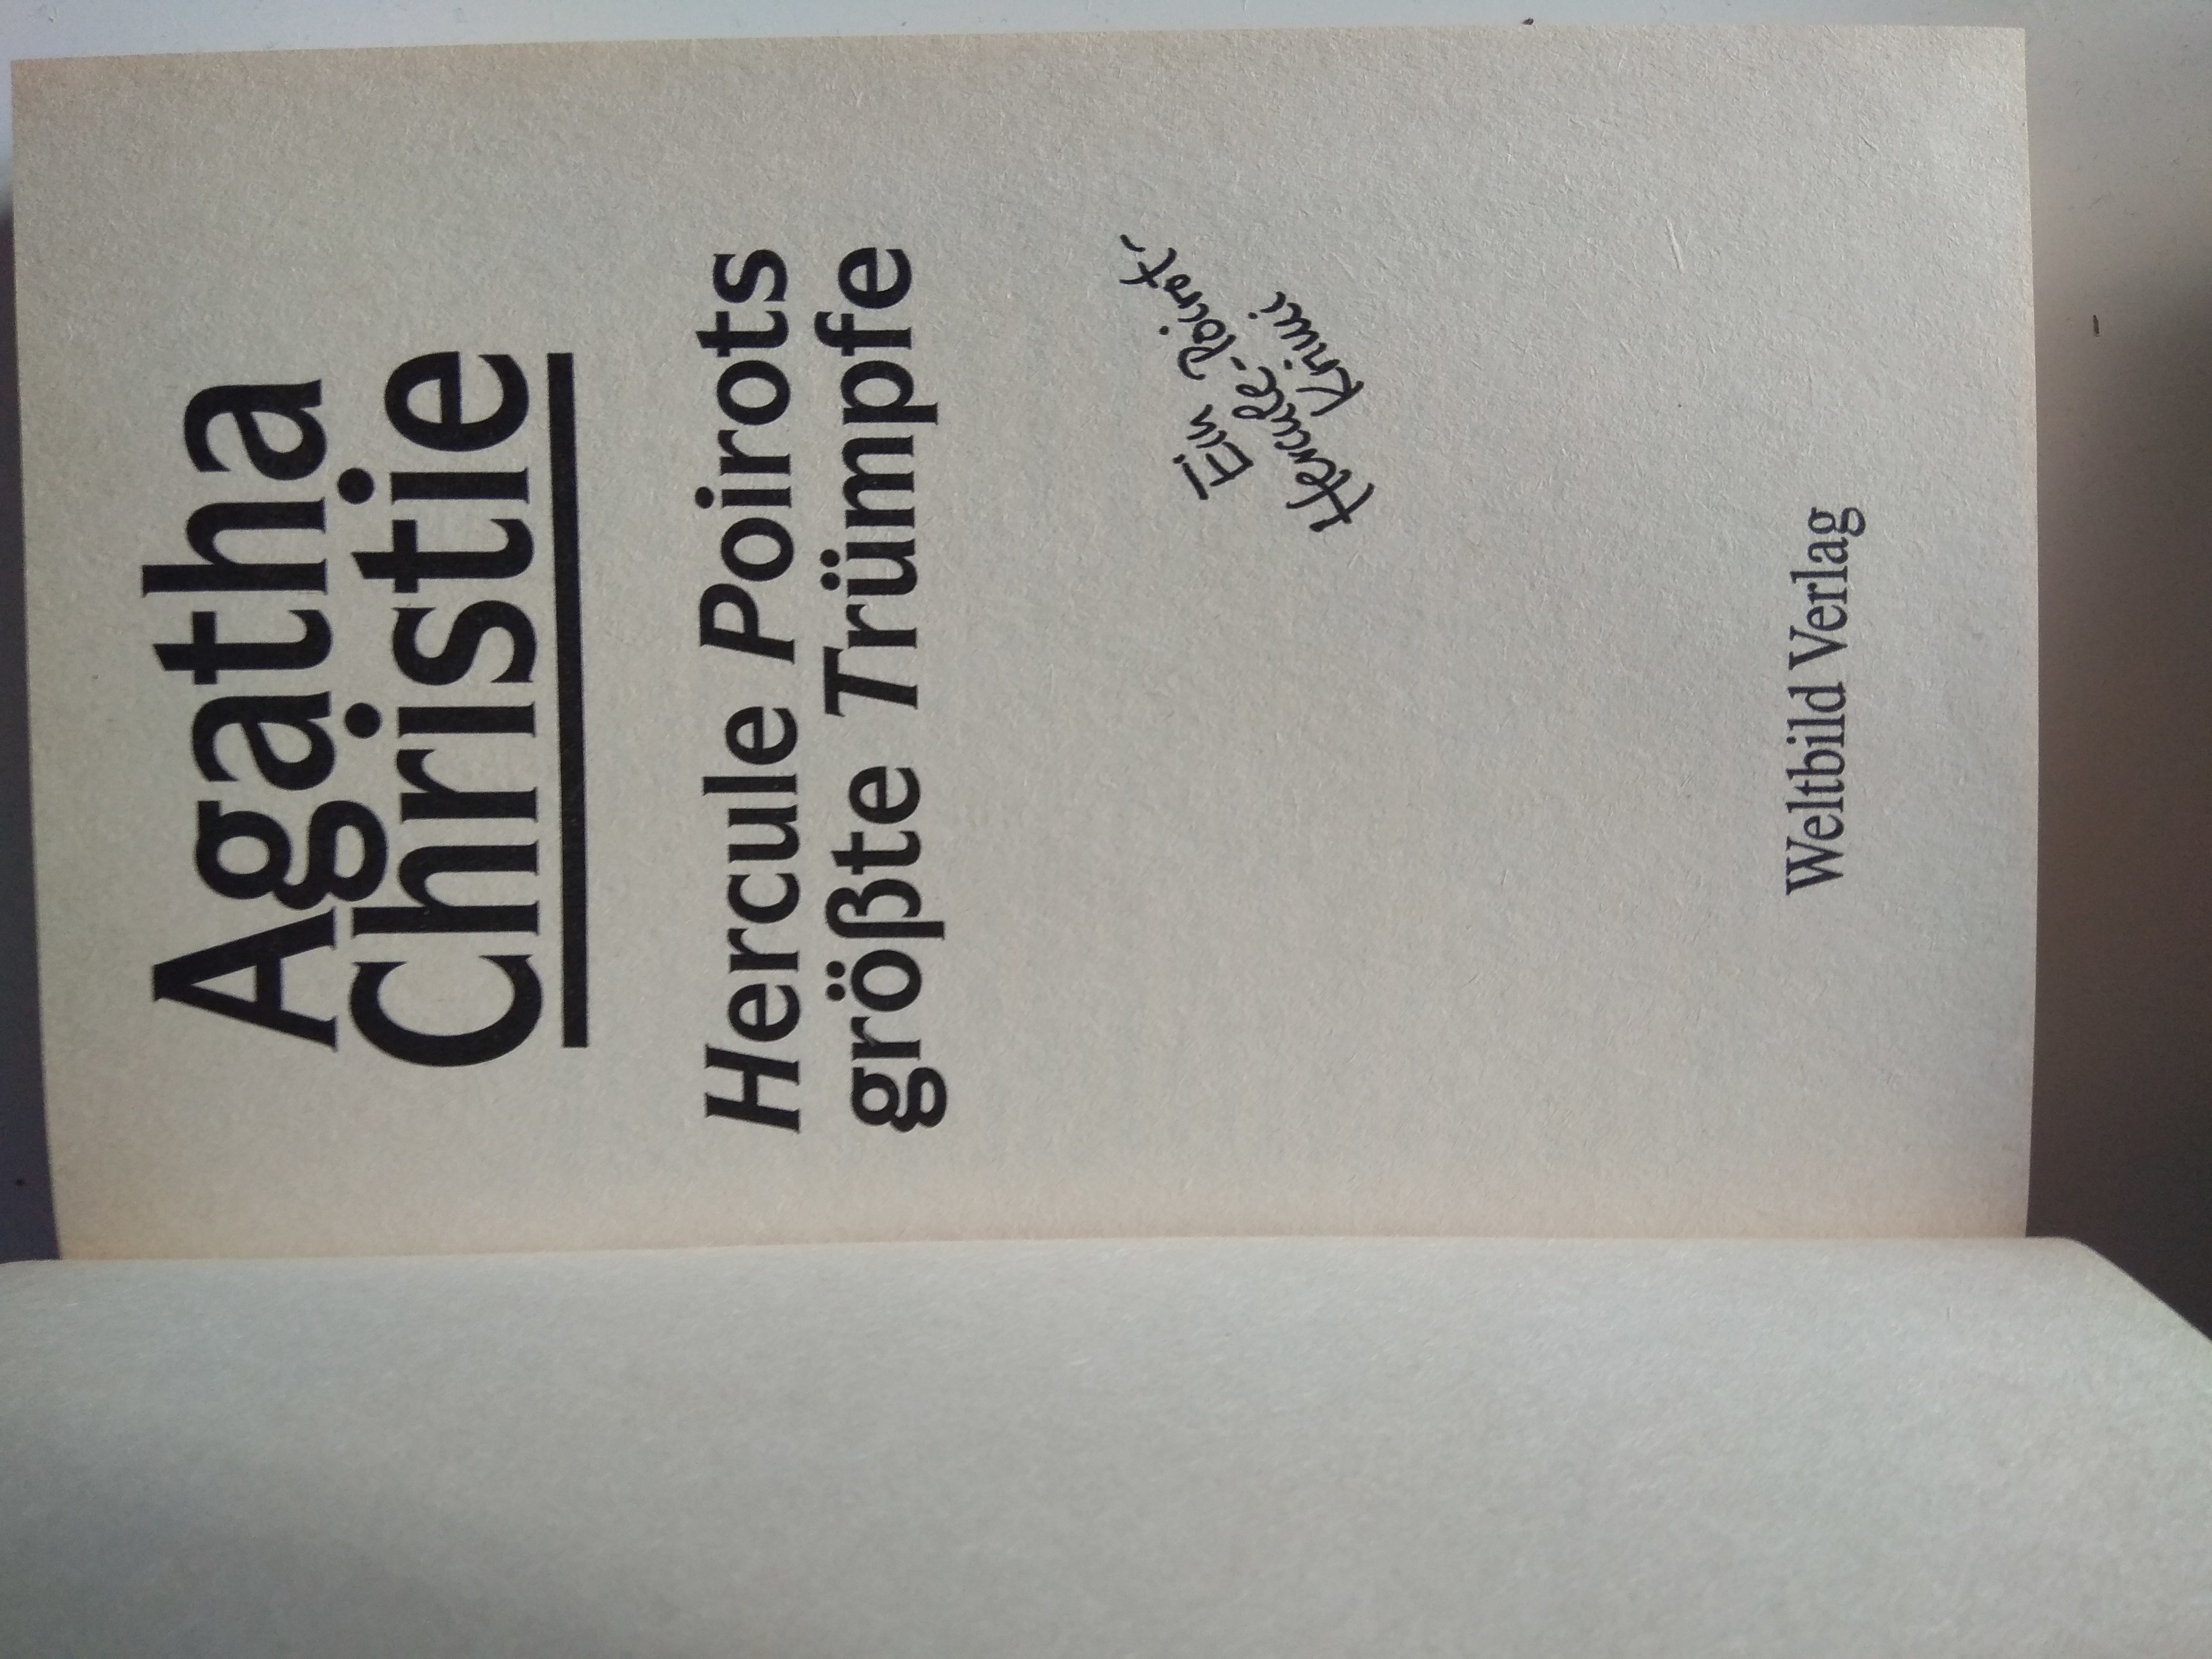 Agatha
Christie
Hercule Poirots
größte Trümpfe
Ein
Hercule-Poirot-
Krimi
Weltbild Verlag